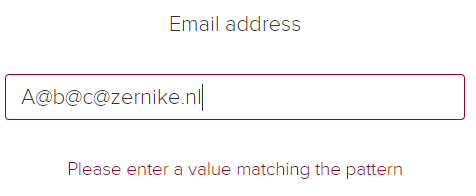 Email address
A@b@c@zernike.nl
Please enter a value matching the pattern